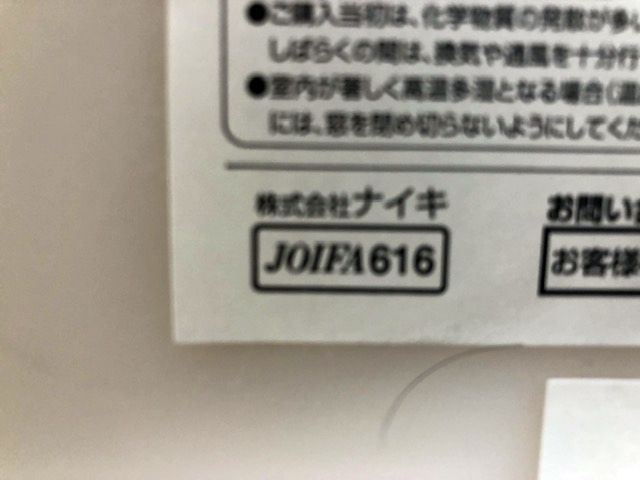 ●ご購入当初は、化学物質の発散が多
しばらくの間は、換気や通風を十分行
●室内が著しく高温多湿となる場合(温
には、窓を閉め切らないようにしてくだ
株式会社ナイキ
JOIFA616
お問い
お客様